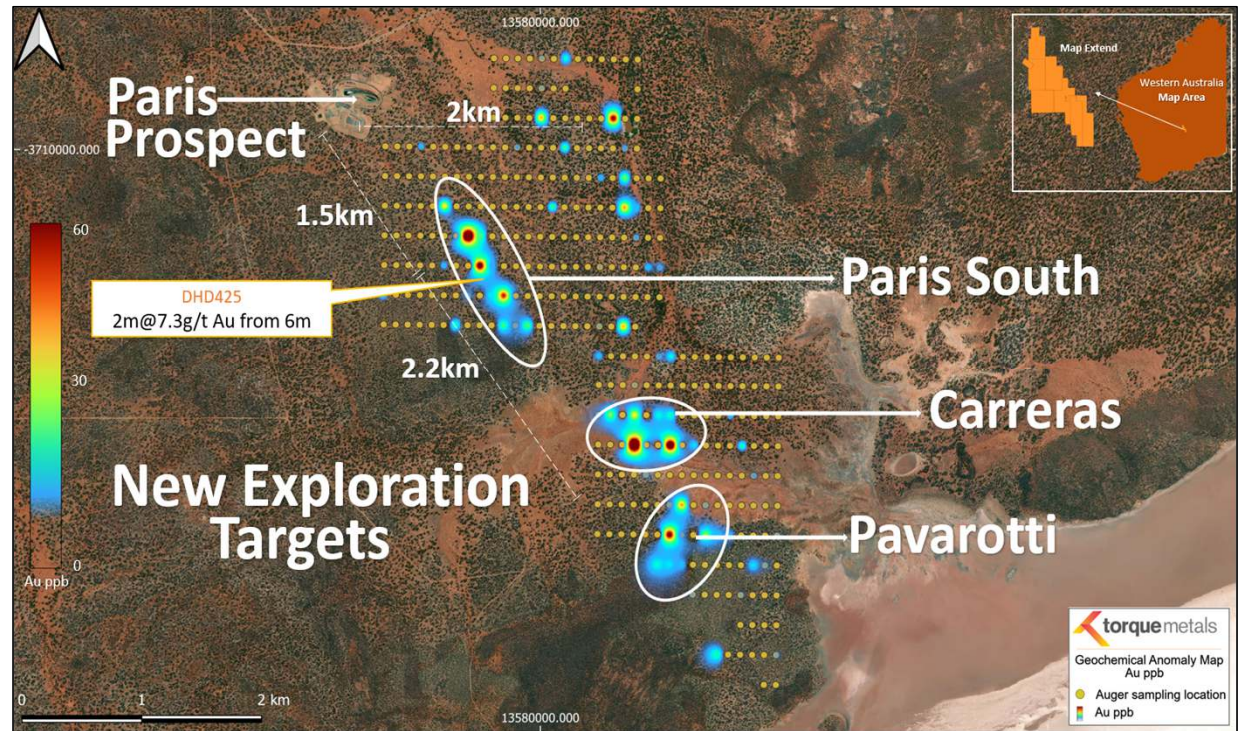 13580000.000
Map Extend
Western Australia
Map Area
Paris
Prospect
2km
-3710000.000
1.5km
60
Paris South
DHD425
2m@7.3g/t Au from 6m
2.2km
30
Carreras
New Exploration
Targets
Pavarotti
0
Au ppb
torquemetals
Geochemical Anomaly Map
Au ppb
Auger sampling location
Au ppb
0
1
2 km
13580000.000